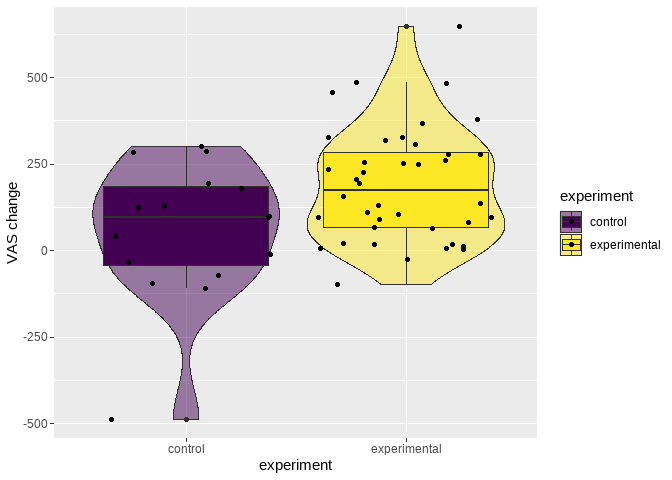 500
250
0
-250
-500
VAS change
control
experimental
experiment
experiment
control
experimental